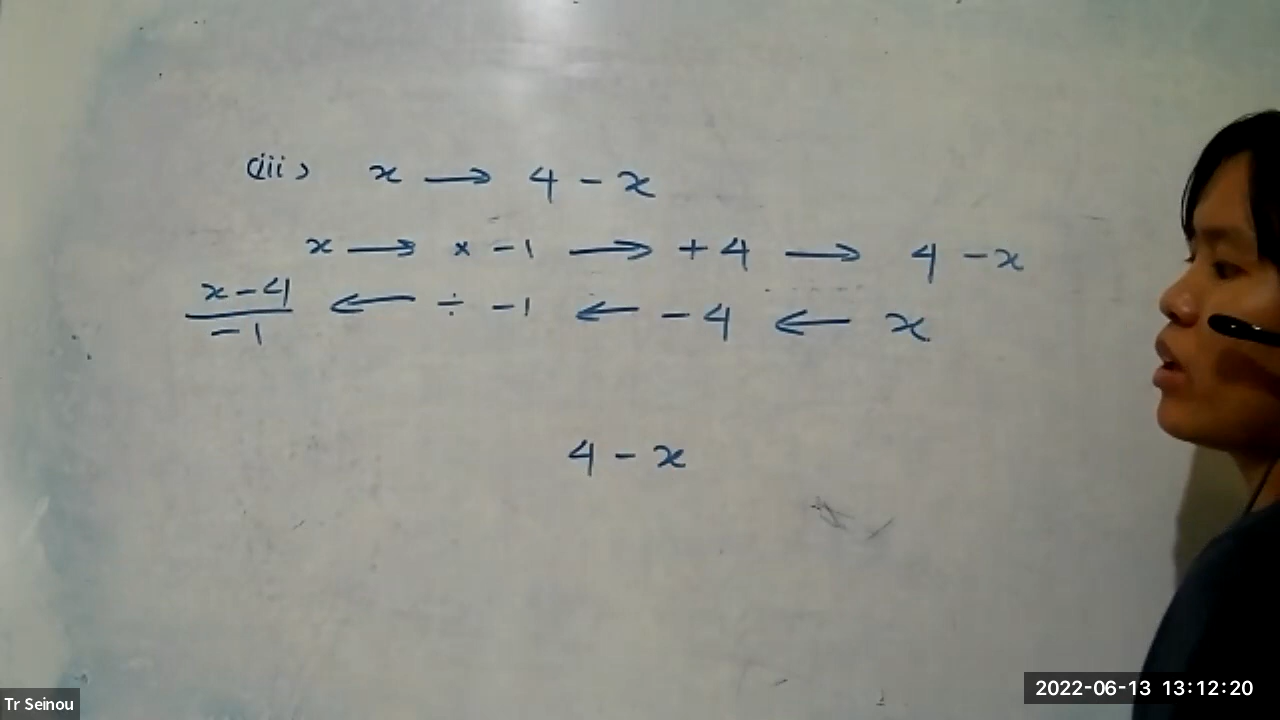 (iii) x → 4 - x
x → × -1 → + 4 → 4 - x
x - 4 / -1 ← ÷ -1 ← - 4 ← x
4 - x
Tr Seinou
2022-06-13 13:12:20